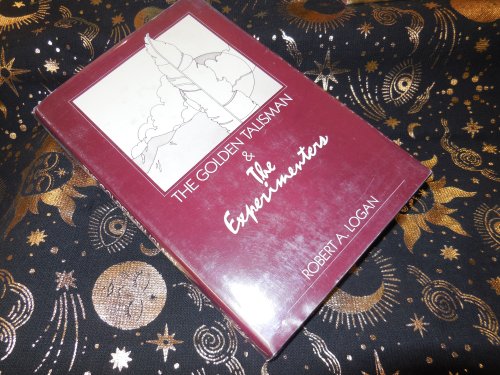 THE GOLDEN TALISMAN
&
The
Experimenters
ROBERT A. LOGAN